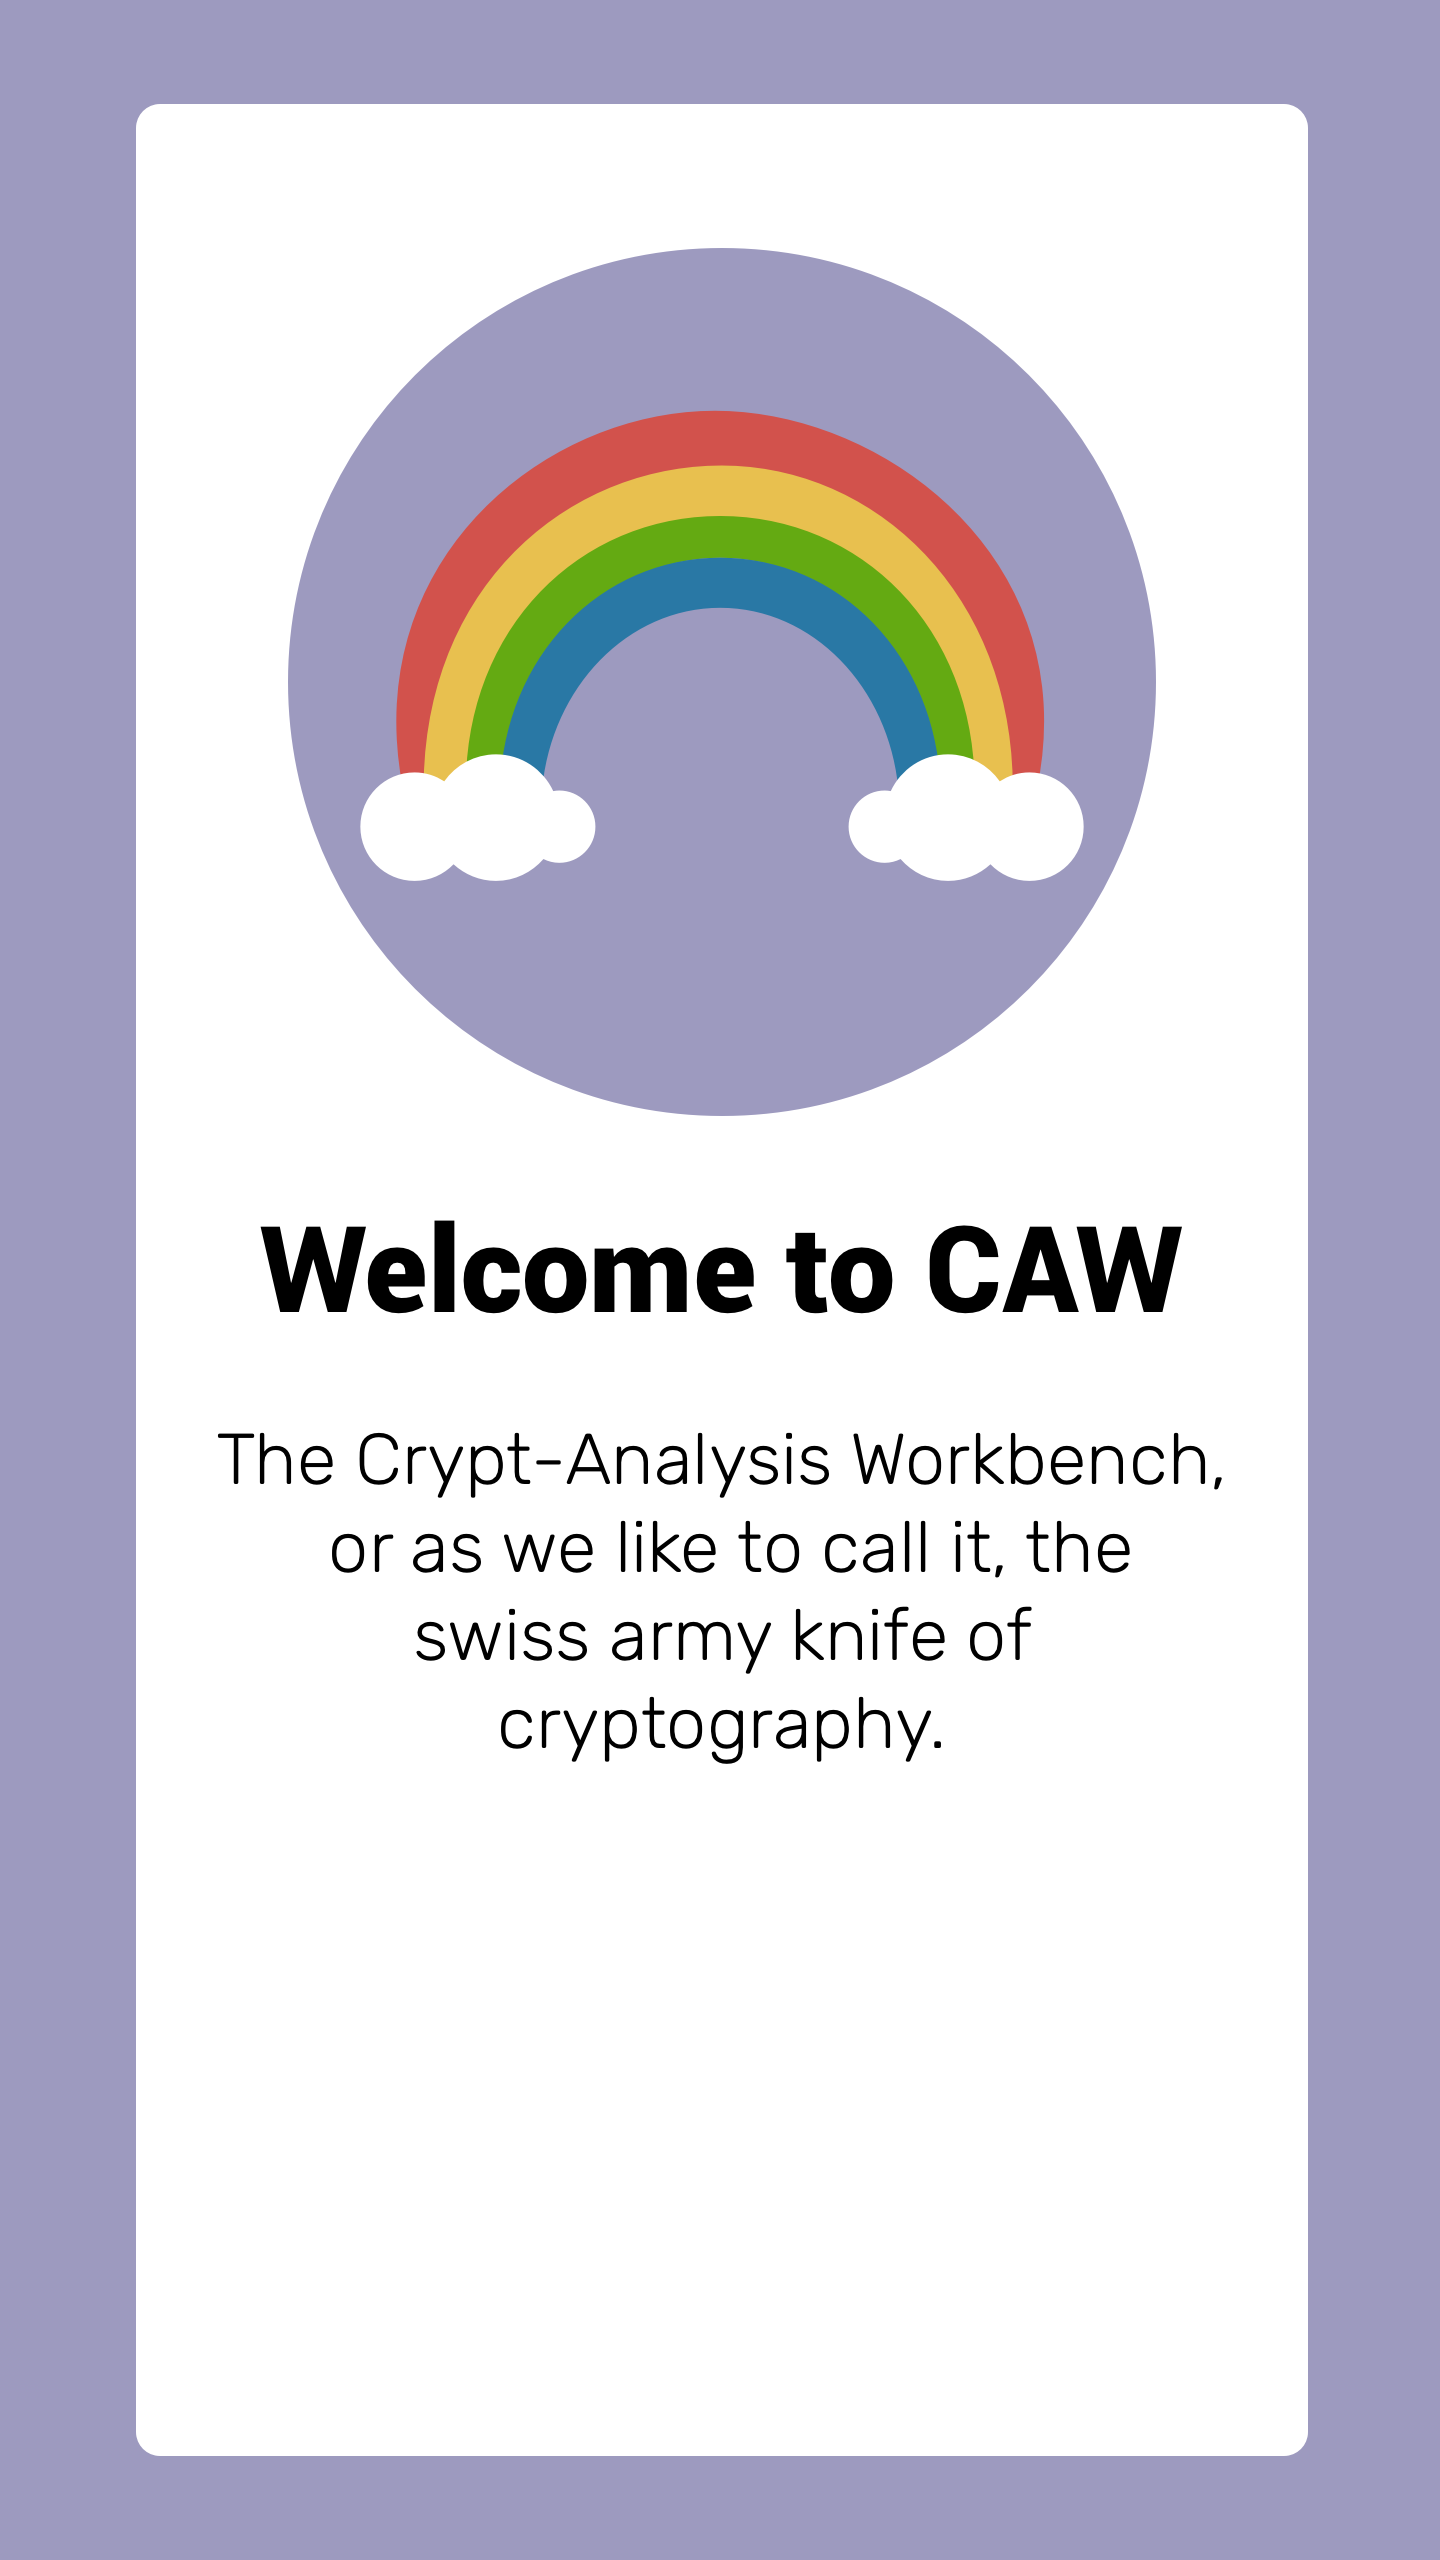 Welcome to CAW
The Crypt-Analysis Workbench,
or as we like to call it, the
swiss army knife of
cryptography.